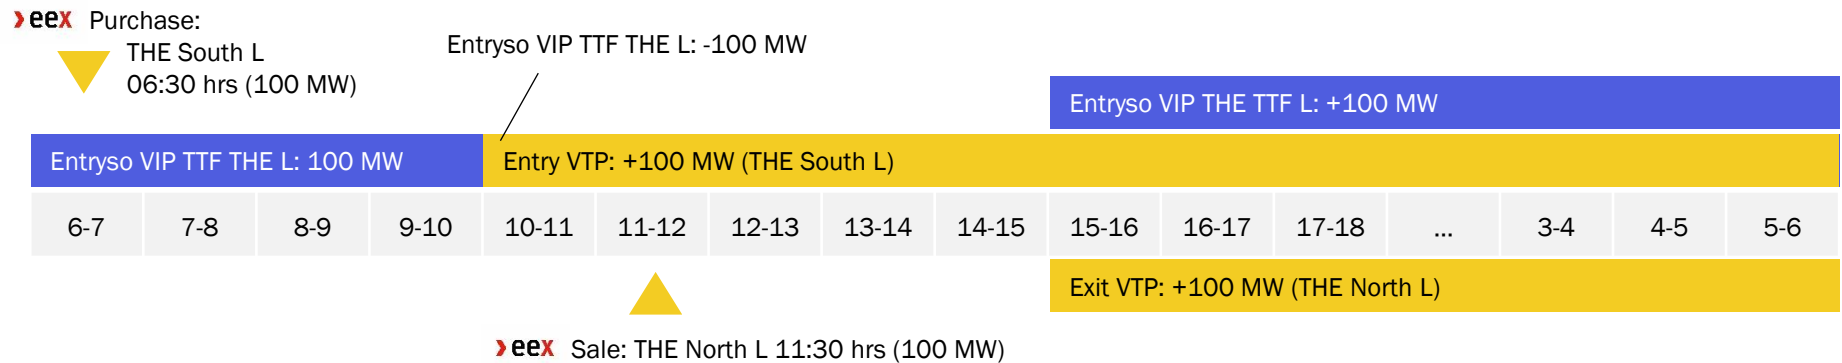 eex Purchase:
THE South L
06:30 hrs (100 MW)
Entryso VIP TTF THE L: -100 MW
Entryso VIP THE TTF L: +100 MW
Entryso VIP TTF THE L: 100 MW
Entry VTP: +100 MW (THE South L)
6-7 7-8 8-9 9-10 10-11 11-12 12-13 13-14 14-15 15-16 16-17 17-18 ... 3-4 4-5 5-6
Exit VTP: +100 MW (THE North L)
eex Sale: THE North L 11:30 hrs (100 MW)